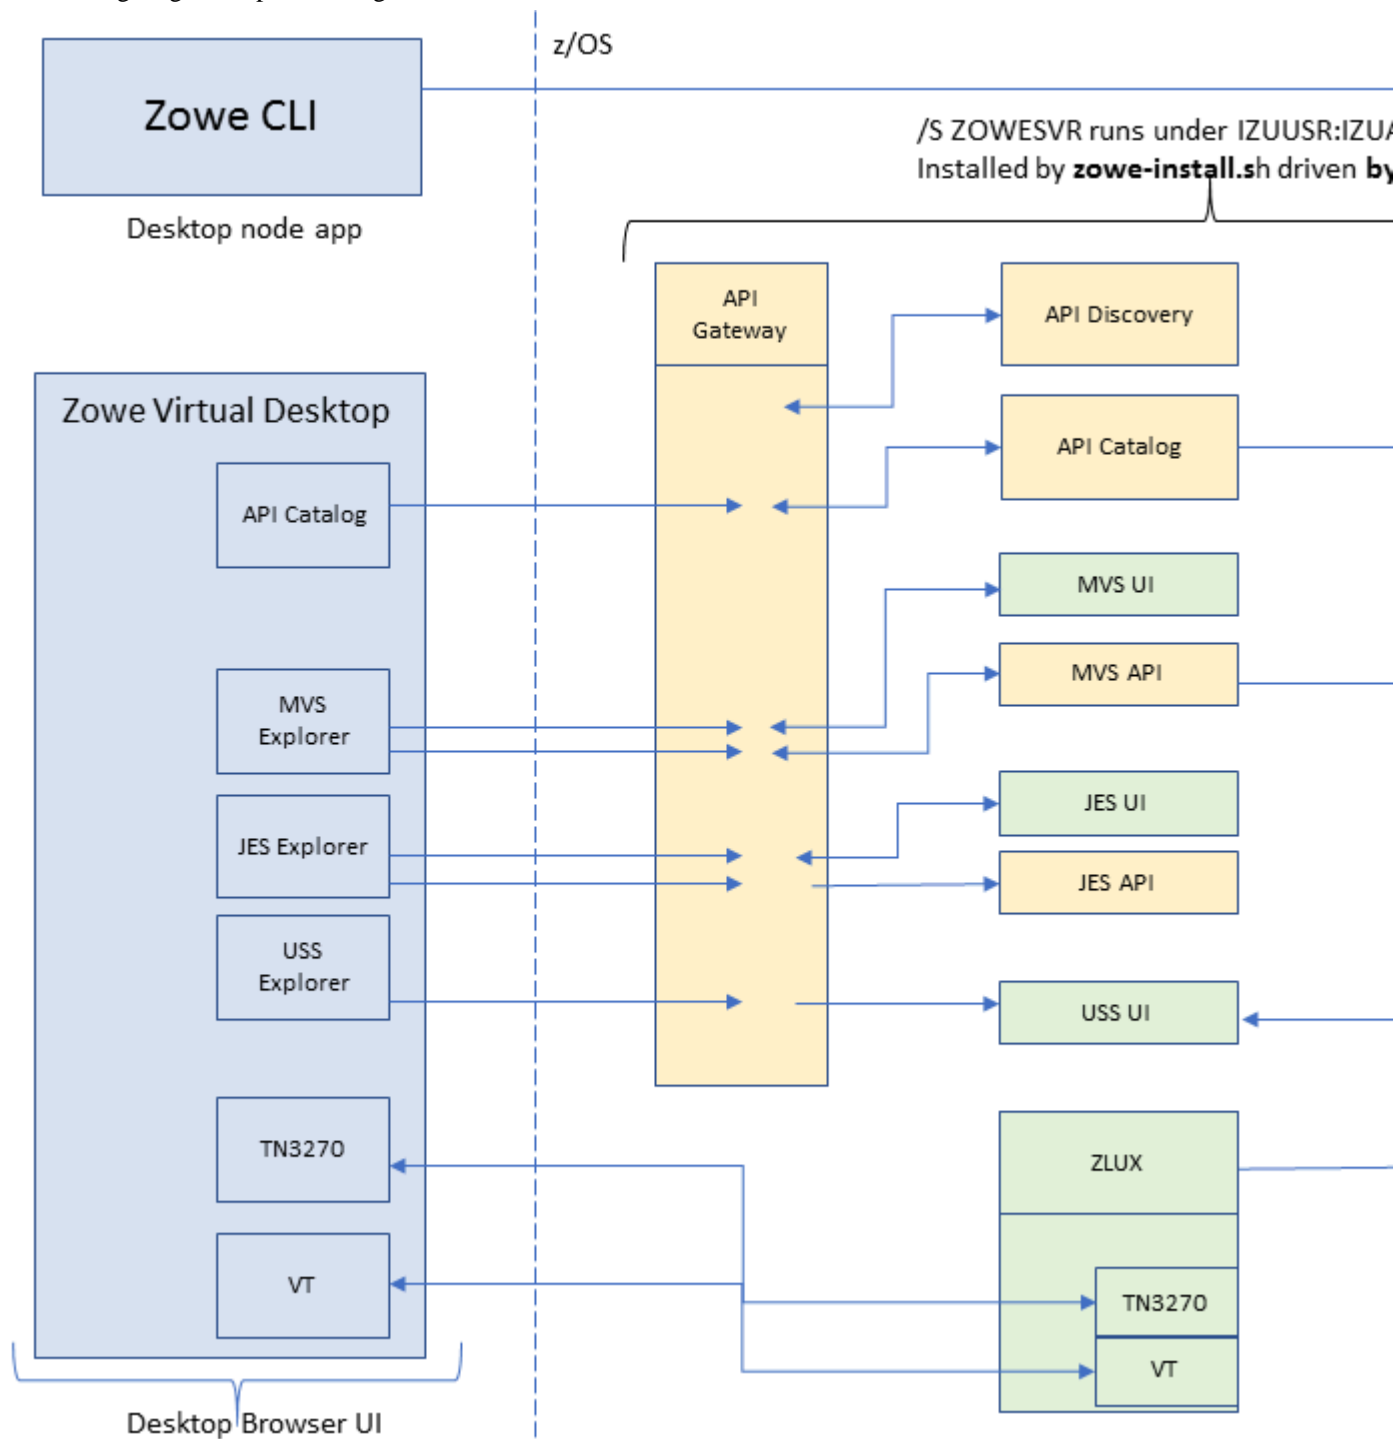 z/OS
Zowe CLI
/S ZOWESVR runs under IZUUSR:IZUA
Installed by zowe-install.sh driven by
Desktop node app
API
Gateway
API Discovery
Zowe Virtual Desktop
API Catalog
API Catalog
MVS UI
MVS API
MVS
Explorer
JES UI
JES Explorer
JES API
USS
Explorer
USS UI
TN3270
ZLUX
VT
TN3270
VT
Desktop Browser UI